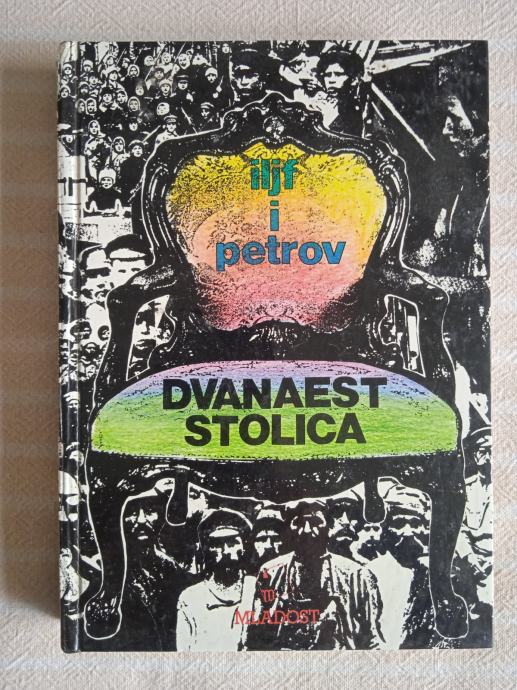 iljf
i
petrov
DVANAEST
STOLICA
m
MLADOST